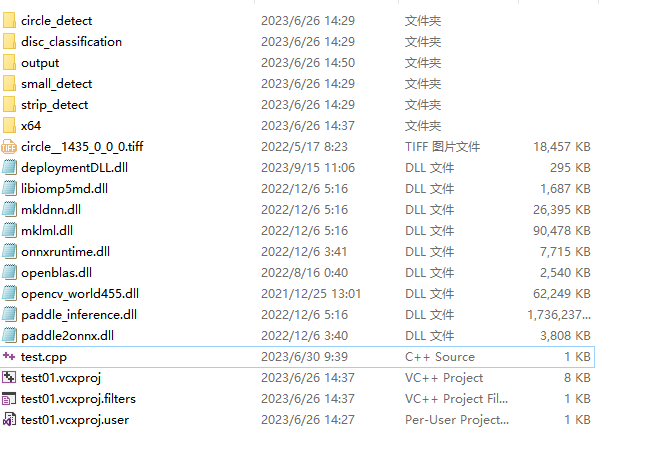 circle_detect 2023/6/26 14:29 文件夹
disc_classification 2023/6/26 14:29 文件夹
output 2023/6/26 14:50 文件夹
small_detect 2023/6/26 14:29 文件夹
strip_detect 2023/6/26 14:29 文件夹
x64 2023/6/26 14:37 文件夹
circle__1435_0_0_0.tiff 2022/5/17 8:23 TIFF 图片文件 18,457 KB
deploymentDLL.dll 2023/9/15 11:06 DLL 文件 295 KB
libiomp5md.dll 2022/12/6 5:16 DLL 文件 1,687 KB
mkldnn.dll 2022/12/6 5:16 DLL 文件 26,395 KB
mklml.dll 2022/12/6 5:16 DLL 文件 90,478 KB
onnxruntime.dll 2022/12/6 3:41 DLL 文件 7,715 KB
openblas.dll 2022/8/16 0:40 DLL 文件 2,540 KB
opencv_world455.dll 2021/12/25 13:01 DLL 文件 62,249 KB
paddle_inference.dll 2022/12/6 5:16 DLL 文件 1,736,237...
paddle2onnx.dll 2022/12/6 3:40 DLL 文件 3,808 KB
test.cpp 2023/6/30 9:39 C++ Source 1 KB
test01.vcxproj 2023/6/26 14:37 VC++ Project 8 KB
test01.vcxproj.filters 2023/6/26 14:37 VC++ Project Fil... 1 KB
test01.vcxproj.user 2023/6/26 14:27 Per-User Project... 1 KB